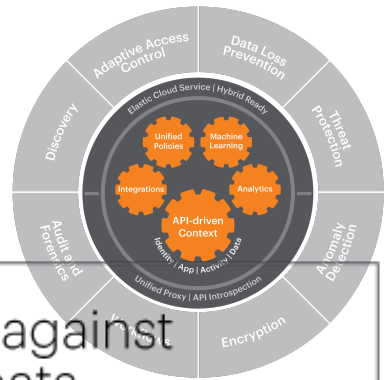 Adaptive Access
Control
Data Loss
Prevention
Threat
Protection
Anomaly
Detection
Encryption
Audit and
Forensics
Discovery
Elastic Cloud Service | Hybrid Ready
Unified
Policies
Machine
Learning
Integrations
Analytics
API-driven
Context
Identity | App | Activity | Data
Unified Proxy | API Introspection
against